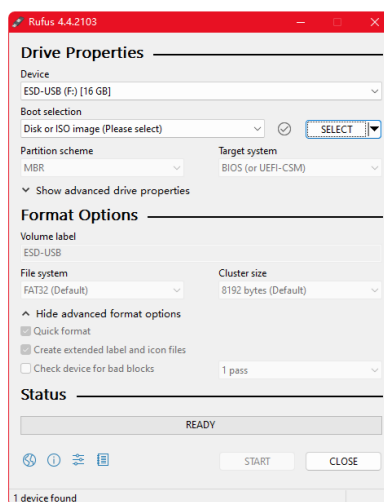 Rufus 4.4.2103
Drive Properties
Device
ESD-USB (F:) [16 GB]
Boot selection
Disk or ISO image (Please select)
SELECT
Partition scheme
Target system
MBR
BIOS (or UEFI-CSM)
Show advanced drive properties
Format Options
Volume label
ESD-USB
File system
Cluster size
FAT32 (Default)
8192 bytes (Default)
Hide advanced format options
Quick format
Create extended label and icon files
Check device for bad blocks
1 pass
Status
READY
START
CLOSE
1 device found